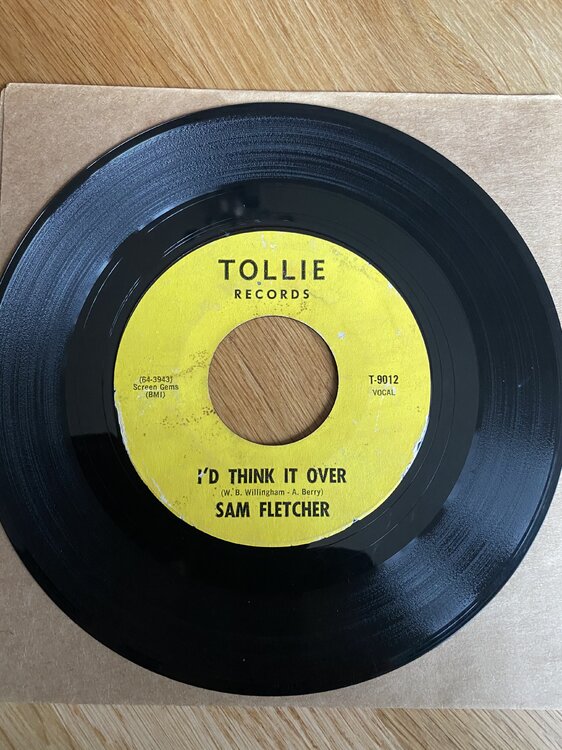 TOLLIE
RECORDS
(64-3943)
Screen Gems
(BMI)
T-9012
VOCAL
I'D THINK IT OVER
(W. B. Willingham - A. Berry)
SAM FLETCHER